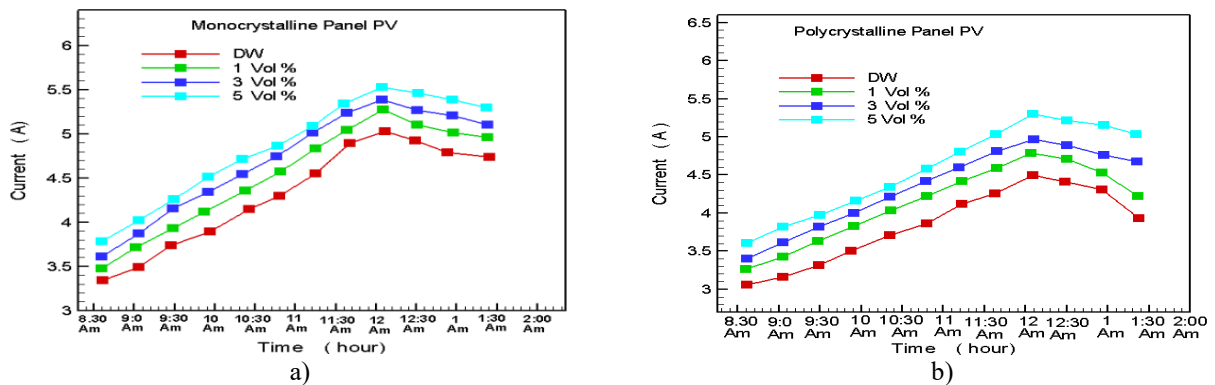 Monocrystalline Panel PV
DW
1 Vol %
3 Vol %
5 Vol %
6
5.5
5
4.5
4
3.5
3
Current (A)
8.30 Am 9:0 Am 9:30 Am 10 Am 10:30 Am 11 Am 11:30 Am 12 Am 12:30 Am 1 Am 1:30 Am 2:00 Am
Time ( hour)
a)
Polycrystalline Panel PV
DW
1 Vol %
3 Vol %
5 Vol %
6.5
6
5.5
5
4.5
4
3.5
3
Current (A)
8.30 Am 9:0 Am 9:30 Am 10 Am 10:30 Am 11 Am 11:30 Am 12 Am 12:30 Am 1 Am 1:30 Am 2:00 Am
Time ( hour)
b)